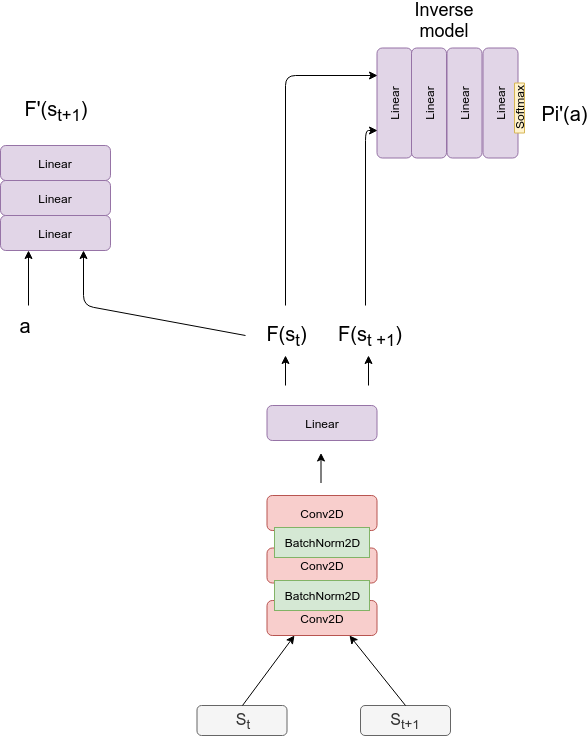 Inverse
model
Linear
Linear
Linear
Linear
Softmax
Pi'(a)
F'(s_{t+1})
Linear
Linear
Linear
a
F(s_t)
F(s_{t +1})
Linear
Conv2D
BatchNorm2D
Conv2D
BatchNorm2D
Conv2D
S_t
S_{t+1}